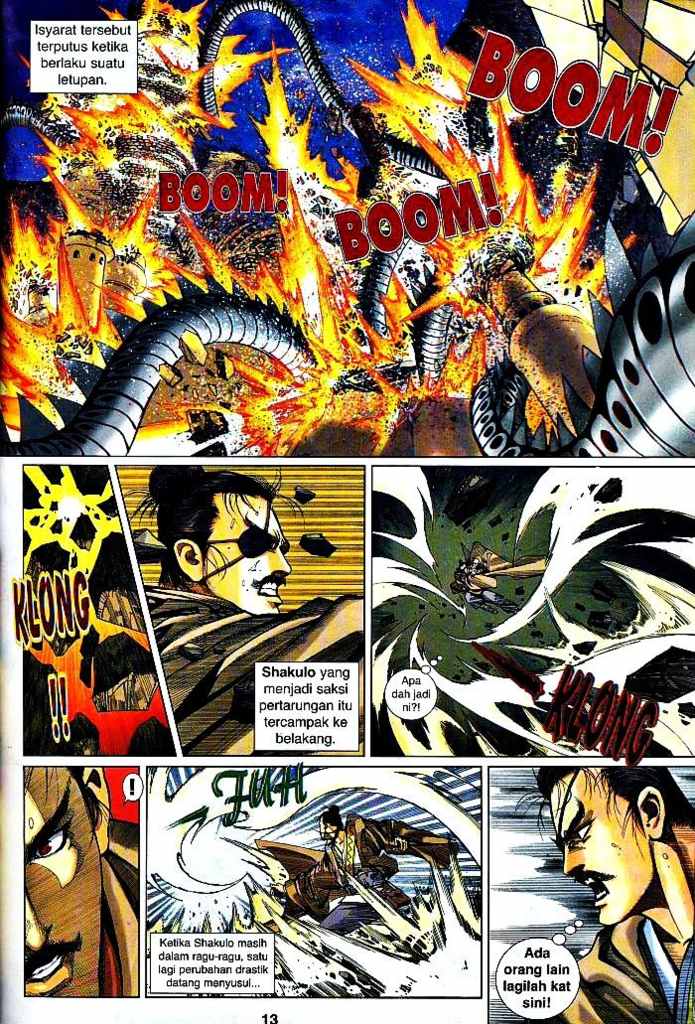 Isyarat tersebut
terputus ketika
berlaku suatu
letupan.
BOOM!
BOOM!
BOOM!
KLONG
!!
Shakulo yang
menjadi saksi
pertarungan itu
tercampak ke
belakang.
Apa
dah jadi
ni?!
KLONG
!
FUH
Ketika Shakulo masih
dalam ragu-ragu, satu
lagi perubahan drastik
datang menyusul...
Ada
orang lain
lagilah kat
sini!
13